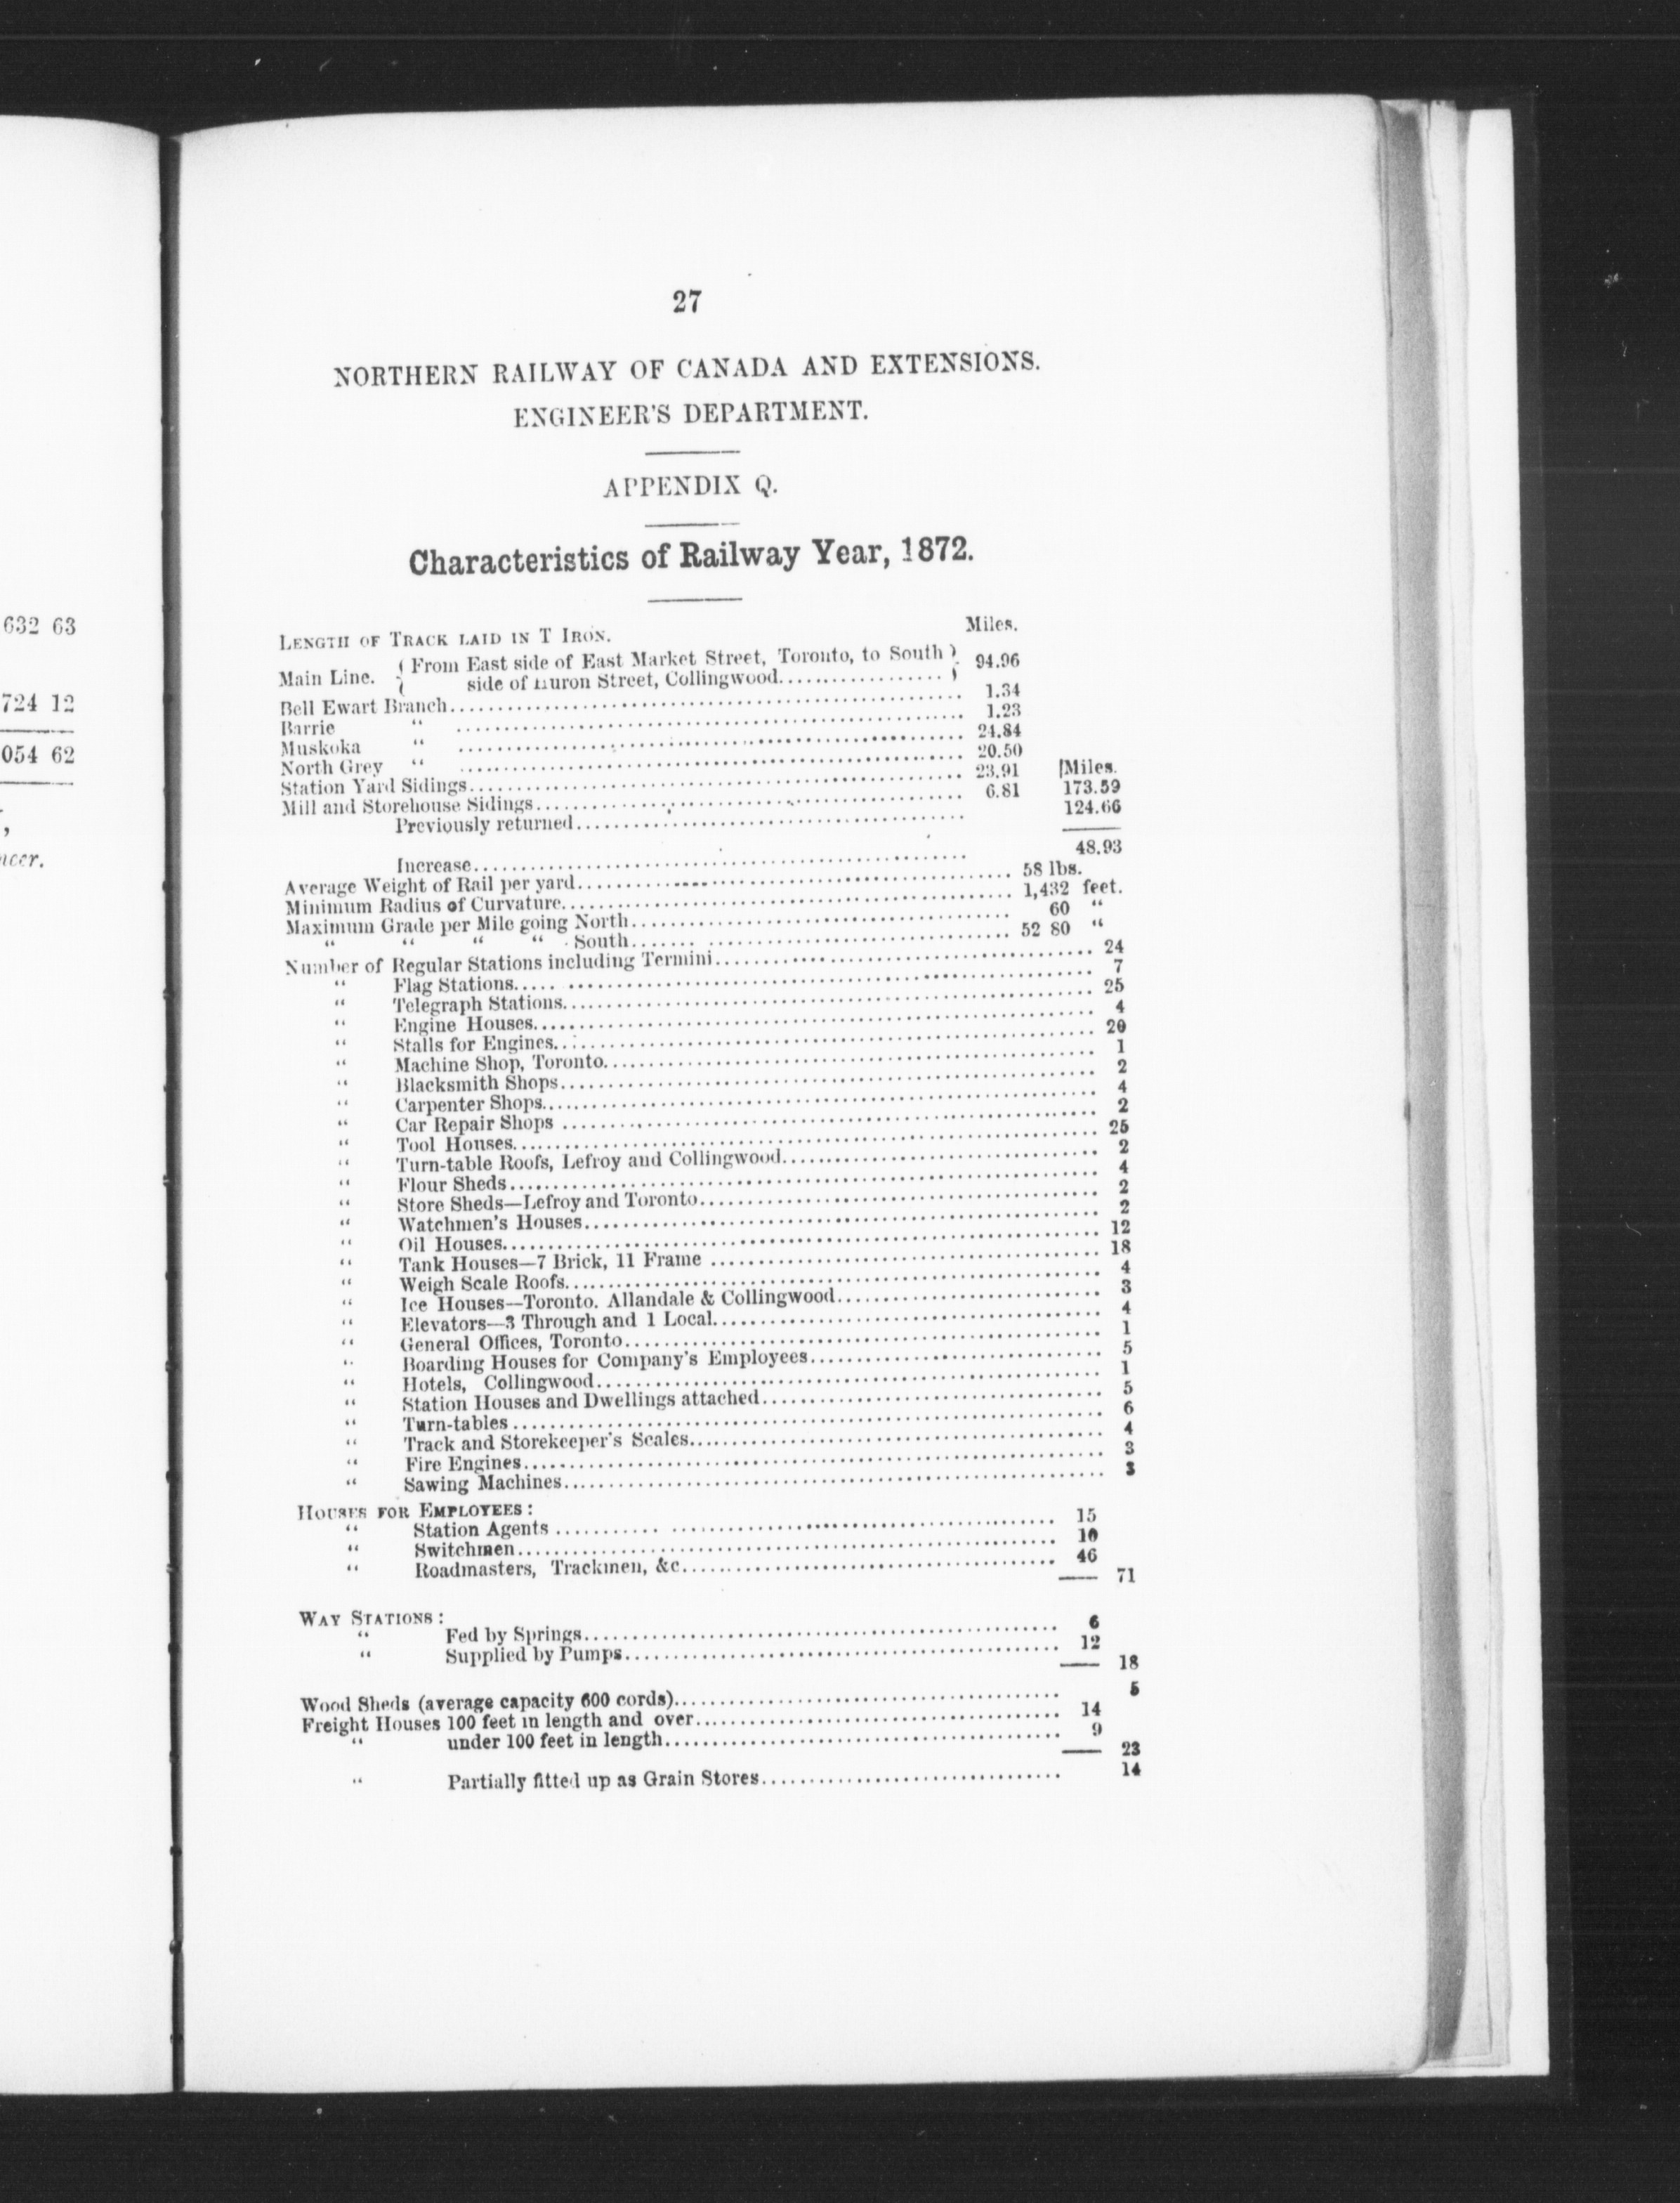 632 63
724 12
054 62
27
NORTHERN RAILWAY OF CANADA AND EXTENSIONS.
ENGINEER'S DEPARTMENT.
APPENDIX Q.
Characteristics of Railway Year, 1872.
LENGTH OF TRACK LAID IN T IRON. Miles.
Main Line. { From East side of East Market Street, Toronto, to South } 94.96
side of Huron Street, Collingwood
Bell Ewart Branch 1.34
Barrie " 1.23
Muskoka " 24.84
North Grey " 20.50
Station Yard Sidings 23.91 Miles.
Mill and Storehouse Sidings 6.81 173.59
Previously returned 124.66
Increase 48.93
Average Weight of Rail per yard 58 lbs.
Minimum Radius of Curvature 1,432 feet.
Maximum Grade per Mile going North 60 "
" " " " South 52 80 "
Number of Regular Stations including Termini 24
" Flag Stations 7
" Telegraph Stations 25
" Engine Houses 4
" Stalls for Engines 20
" Machine Shop, Toronto 1
" Blacksmith Shops 2
" Carpenter Shops 4
" Car Repair Shops 2
" Tool Houses 25
" Turn-table Roofs, Lefroy and Collingwood 2
" Flour Sheds 4
" Store Sheds—Lefroy and Toronto 2
" Watchmen's Houses 2
" Oil Houses 12
" Tank Houses—7 Brick, 11 Frame 18
" Weigh Scale Roofs 4
" Ice Houses—Toronto. Allandale & Collingwood 3
" Elevators—3 Through and 1 Local 4
" General Offices, Toronto 1
" Boarding Houses for Company's Employees 5
" Hotels, Collingwood 1
" Station Houses and Dwellings attached 5
" Turn-tables 6
" Track and Storekeeper's Scales 4
" Fire Engines 3
" Sawing Machines 3
HOUSES FOR EMPLOYEES:
" Station Agents 15
" Switchmen 10
" Roadmasters, Trackmen, &c. 46
71
WAY STATIONS:
" Fed by Springs 6
" Supplied by Pumps 12
18
Wood Sheds (average capacity 600 cords) 5
Freight Houses 100 feet in length and over 14
" under 100 feet in length 9
23
" Partially fitted up as Grain Stores 14